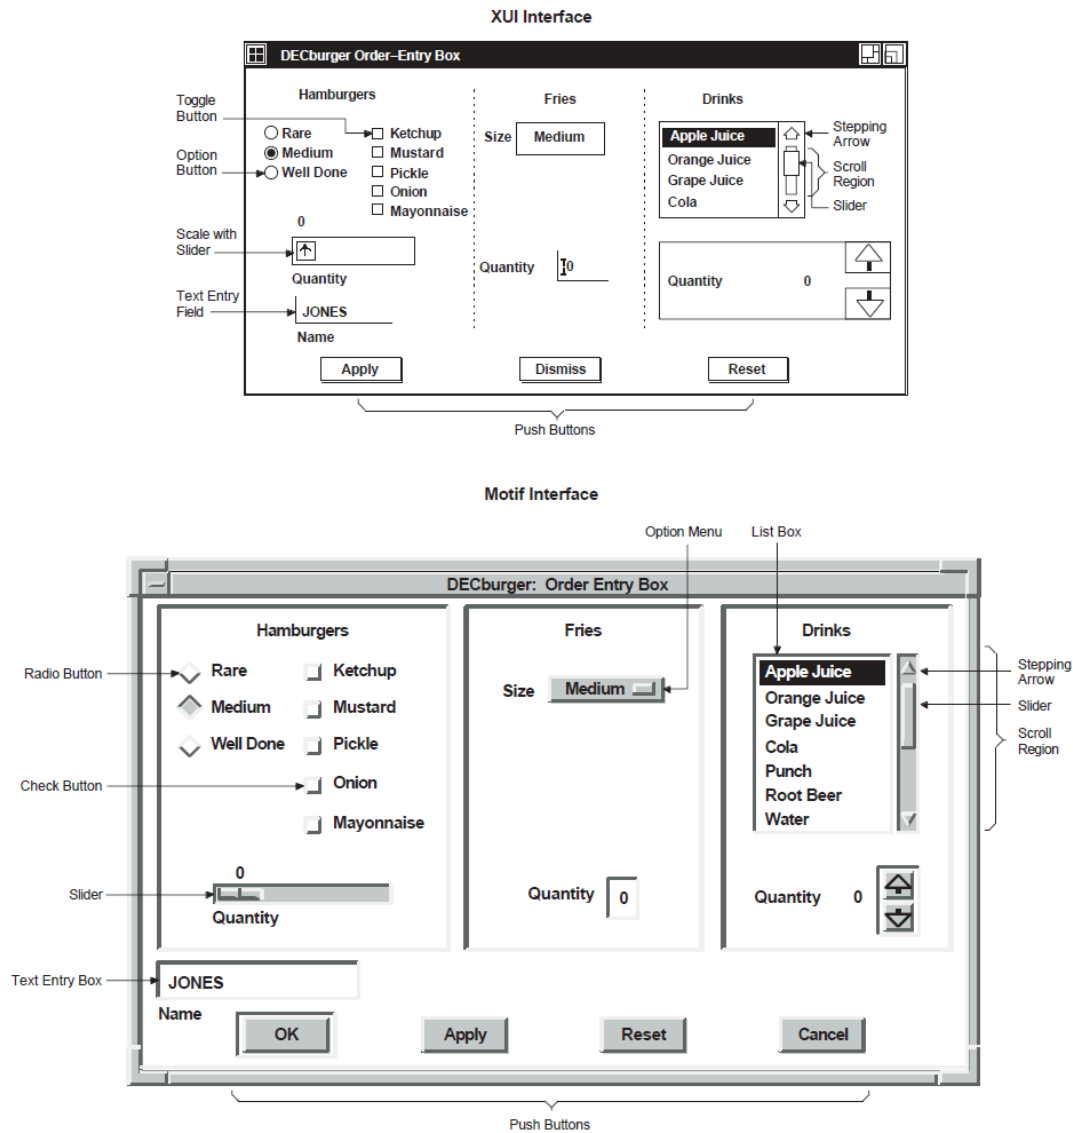 XUI Interface
DECburger Order–Entry Box
Hamburgers
Fries
Drinks
Toggle
Button
Option
Button
Rare
Medium
Well Done
Ketchup
Mustard
Pickle
Onion
Mayonnaise
Size
Medium
Apple Juice
Orange Juice
Grape Juice
Cola
Stepping
Arrow
Scroll
Region
Slider
0
Scale with
Slider
Quantity
Text Entry
Field
JONES
Name
Quantity
0
Quantity
0
Apply
Dismiss
Reset
Push Buttons
Motif Interface
Option Menu
List Box
DECburger: Order Entry Box
Hamburgers
Fries
Drinks
Radio Button
Rare
Medium
Well Done
Check Button
Ketchup
Mustard
Pickle
Onion
Mayonnaise
Size
Medium
Apple Juice
Orange Juice
Grape Juice
Cola
Punch
Root Beer
Water
Stepping
Arrow
Slider
Scroll
Region
0
Slider
Quantity
Quantity
0
Quantity
0
Text Entry Box
JONES
Name
OK
Apply
Reset
Cancel
Push Buttons